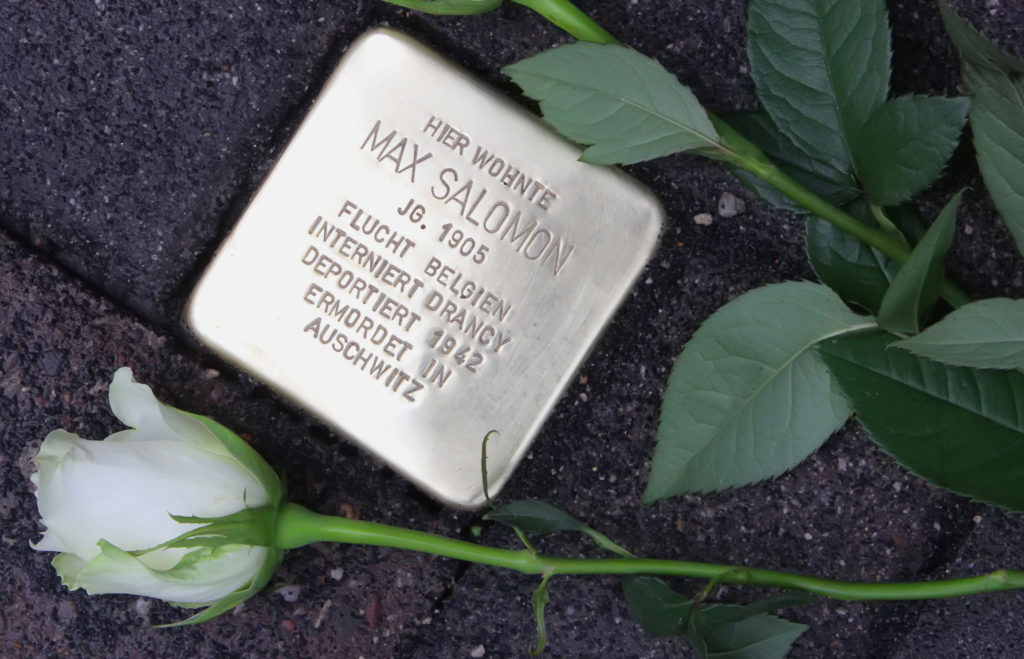 HIER WOHNTE
MAX SALOMON
JG. 1905
FLUCHT BELGIEN
INTERNIERT DRANCY
DEPORTIERT 1942
ERMORDET IN
AUSCHWITZ